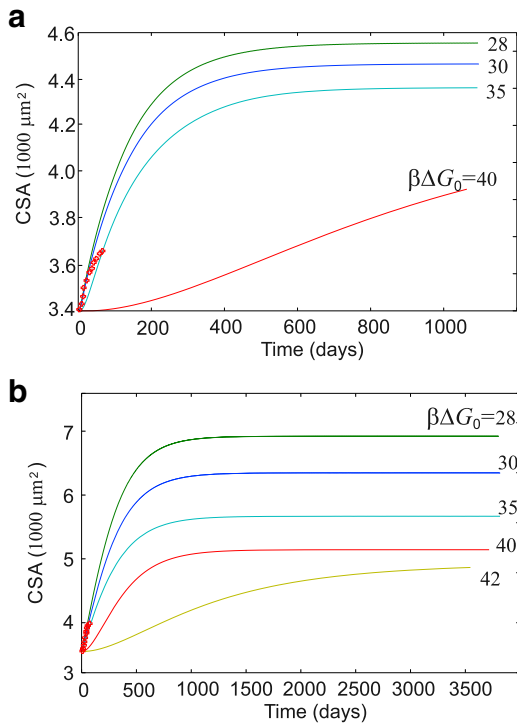 a
4.6
4.4
4.2
4.0
3.8
3.6
3.4
CSA (1000 μm²)
28
30
35
βΔG₀=40
0 200 400 600 800 1000
Time (days)
b
7
6
5
4
3
CSA (1000 μm²)
βΔG₀=28
30
35
40
42
0 500 1000 1500 2000 2500 3000 3500
Time (days)